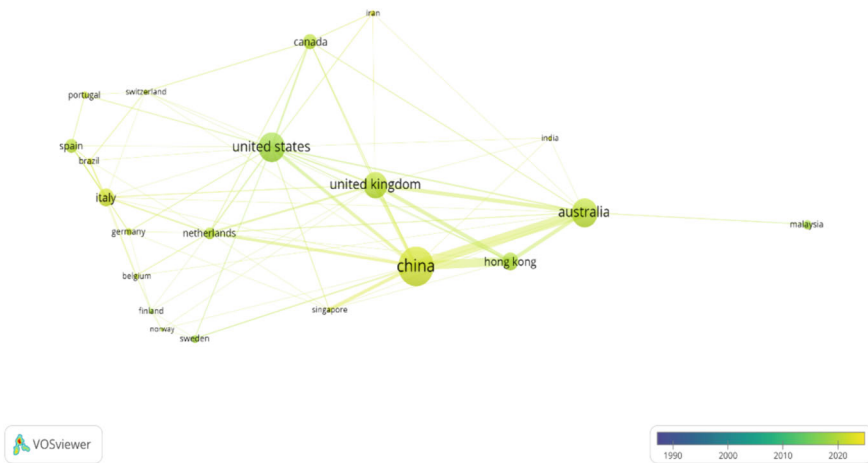 iran
canada
switzerland
portugal
india
spain
united states
brazil
united kingdom
italy
australia
malaysia
germany
netherlands
china
hong kong
belgium
finland
singapore
norway
sweden
VOSviewer
1990 2000 2010 2020